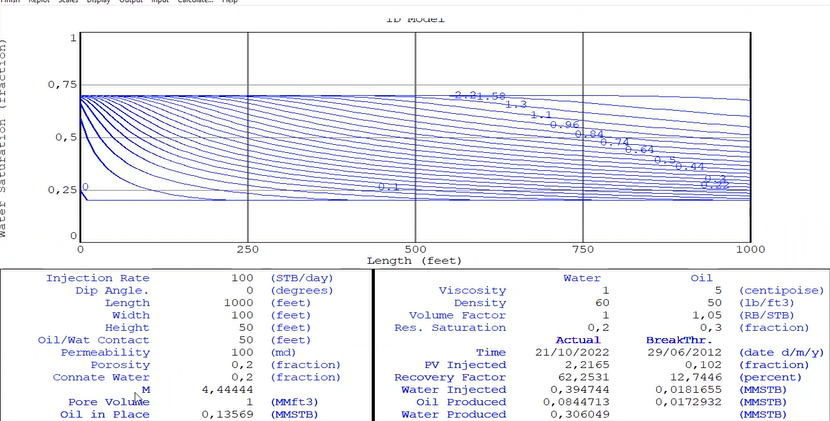 Finish Replot Scales Display Output Input Calculate... Help
1D Model
Water Saturation (fraction)
1
0,75
0,5
0,25
0
0 250 500 750 1000
Length (feet)
0
0.1
1.58
1.3
1.1
0.96
0.84
0.74
0.64
0.5
0.44
0.3
Injection Rate 100 (STB/day)
Dip Angle. 0 (degrees)
Length 1000 (feet)
Width 100 (feet)
Height 50 (feet)
Oil/Wat Contact 50 (feet)
Permeability 100 (md)
Porosity 0,2 (fraction)
Connate Water 0,2 (fraction)
M 4,44444
Pore Volume 1 (MMft3)
Oil in Place 0,13569 (MMSTB)
Water Oil
Viscosity 1 5 (centipoise)
Density 60 50 (lb/ft3)
Volume Factor 1 1,05 (RB/STB)
Res. Saturation 0,2 0,3 (fraction)
Actual BreakThr.
Time 21/10/2022 29/06/2012 (date d/m/y)
PV Injected 2,2165 0,102 (fraction)
Recovery Factor 62,2531 12,7446 (percent)
Water Injected 0,394744 0,0181655 (MMSTB)
Oil Produced 0,0844713 0,0172932 (MMSTB)
Water Produced 0,306049 (MMSTB)